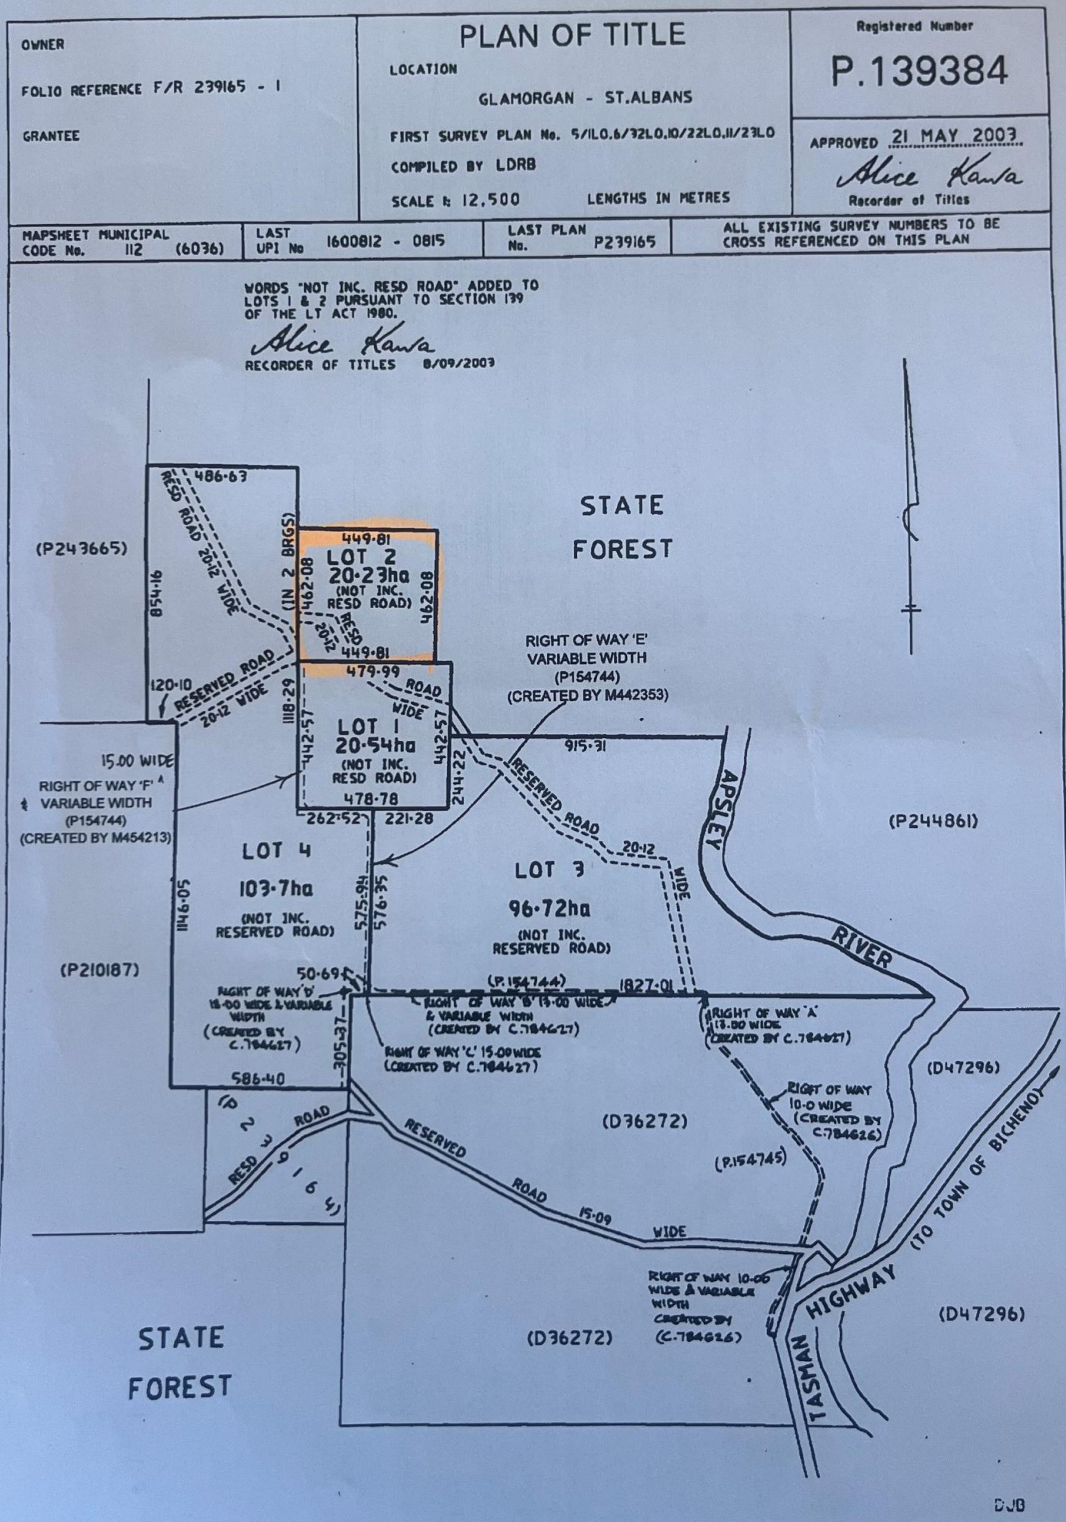 OWNER
FOLIO REFERENCE F/R 239165 - 1
GRANTEE
PLAN OF TITLE
LOCATION
GLAMORGAN - ST.ALBANS
FIRST SURVEY PLAN No. 5/1LO,6/32LO,10/22LO,11/23LO
COMPILED BY LDRB
SCALE 1: 12,500 LENGTHS IN METRES
Registered Number
P.139384
APPROVED 21 MAY 2003
Alice Kawa
Recorder of Titles
MAPSHEET MUNICIPAL
CODE No. 112 (6036)
LAST
UPI No 1600812 - 0815
LAST PLAN
No. P239165
ALL EXISTING SURVEY NUMBERS TO BE
CROSS REFERENCED ON THIS PLAN
WORDS "NOT INC. RESD ROAD" ADDED TO
LOTS 1 & 2 PURSUANT TO SECTION 139
OF THE LT ACT 1980.
Alice Kawa
RECORDER OF TITLES 8/09/2003
486·63
RESD ROAD 20·12 WIDE
(IN 2 BRGS)
(P243665)
854·16
STATE
FOREST
449·81
LOT 2
20·23ha
(NOT INC.
RESD ROAD)
462·08
462·08
RESD
20·12
449·81
479·99
ROAD
WIDE
120·10
RESERVED ROAD
20·12 WIDE
1118·29
RIGHT OF WAY 'E'
VARIABLE WIDTH
(P154744)
(CREATED BY M442353)
LOT 1
20·54ha
(NOT INC.
RESD ROAD)
442·57
442·57
478·78
244·22
915·31
15.00 WIDE
RIGHT OF WAY 'F'
& VARIABLE WIDTH
(P154744)
(CREATED BY M454213)
262·52
221·28
RESERVED ROAD
20·12
WIDE
APSLEY
RIVER
(P244861)
LOT 4
103·7ha
(NOT INC.
RESERVED ROAD)
1146·05
575·94
576·35
LOT 3
96·72ha
(NOT INC.
RESERVED ROAD)
(P210187)
50·69
(P.154744)
1827·01
RIGHT OF WAY 'D'
15·00 WIDE & VARIABLE
WIDTH
(CREATED BY
C.784627)
RIGHT OF WAY 'B' 13·00 WIDE
& VARIABLE WIDTH
(CREATED BY C.784627)
RIGHT OF WAY 'A'
13.00 WIDE
(CREATED BY C.784627)
RIGHT OF WAY 'C' 15·00 WIDE
(CREATED BY C.784627)
305·37
586·40
(D47296)
RIGHT OF WAY
10·0 WIDE
(CREATED BY
C.784626)
(D36272)
(P.154745)
(P239164)
RESD ROAD
RESERVED
ROAD
15·09
WIDE
(TO TOWN OF BICHENO)
RIGHT OF WAY 10·00
WIDE & VARIABLE
WIDTH
CREATED BY
(C.784626)
TASMAN HIGHWAY
(D47296)
(D36272)
STATE
FOREST
DJB